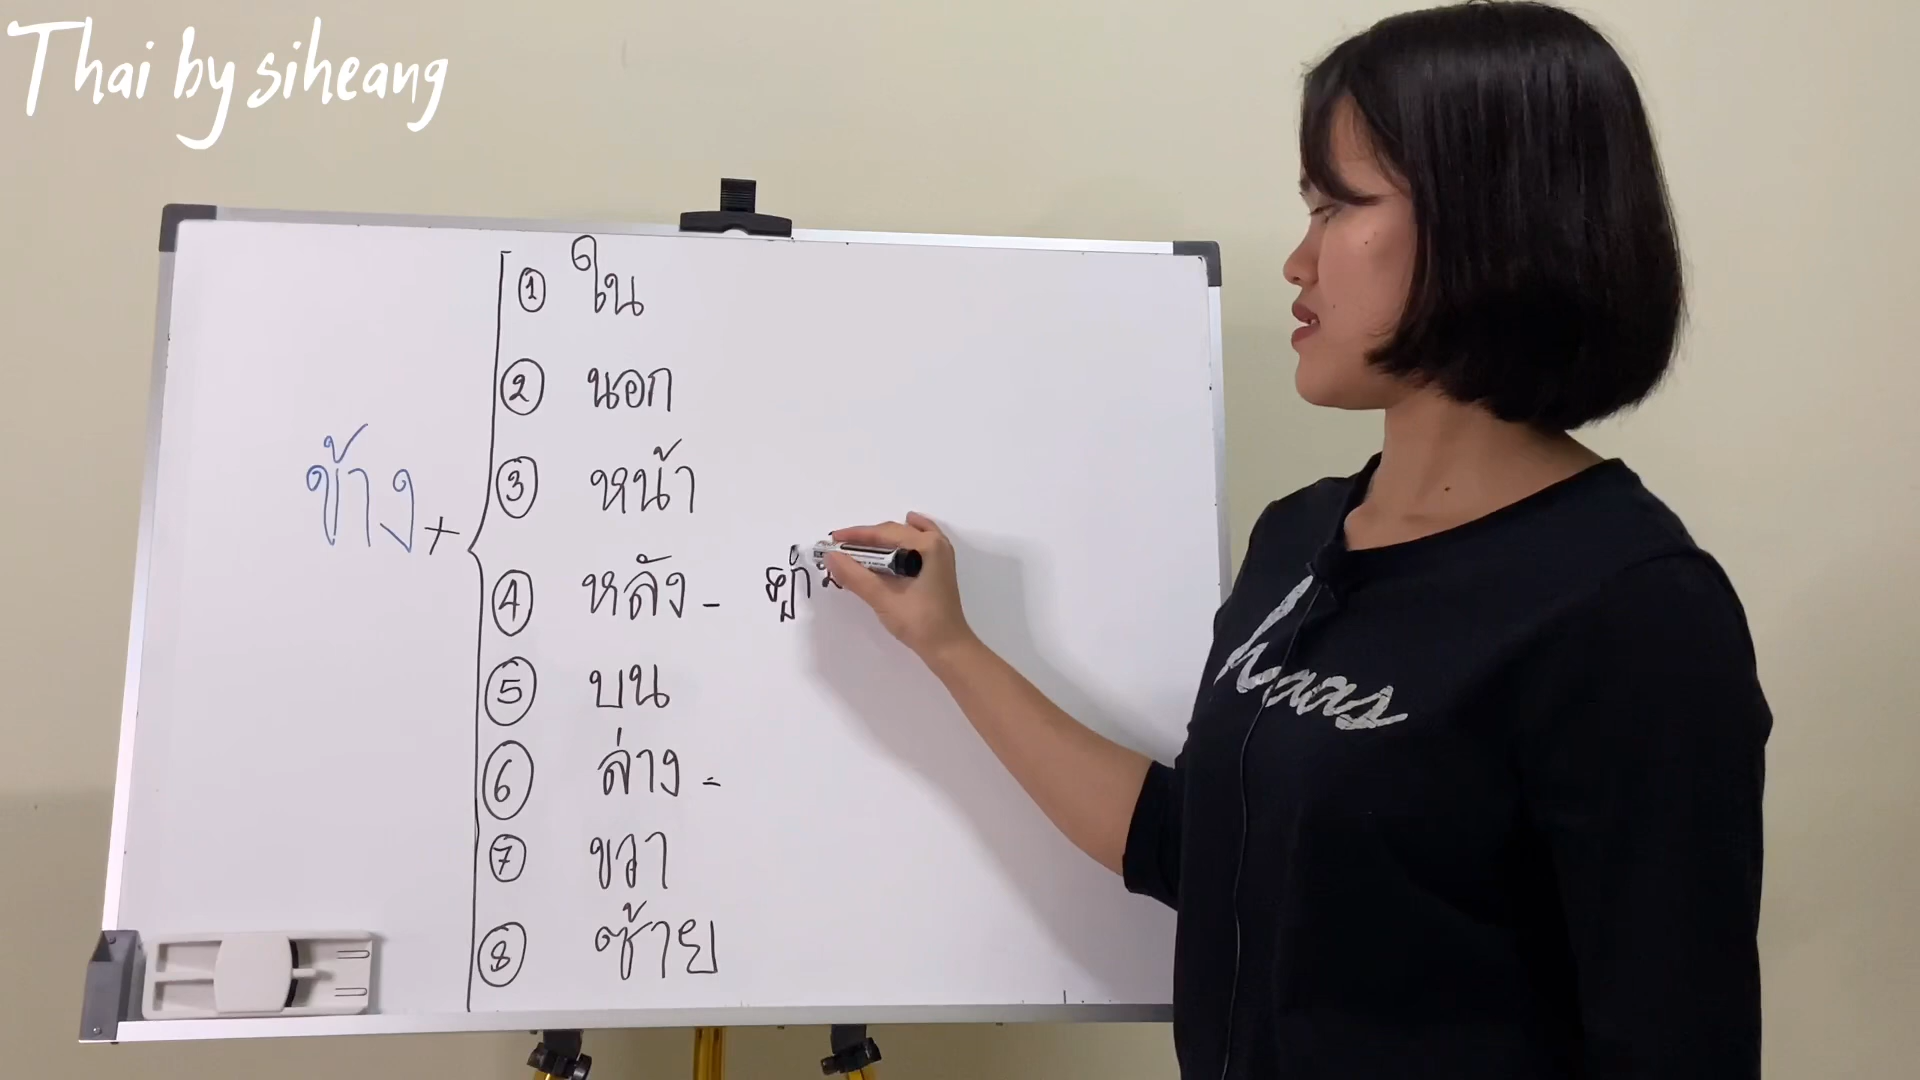 Thai by siheang
ข้าง +
① ใน
② นอก
③ หน้า
④ หลัง -
⑤ บน
⑥ ล่าง =
⑦ ขวา
⑧ ซ้าย
haas